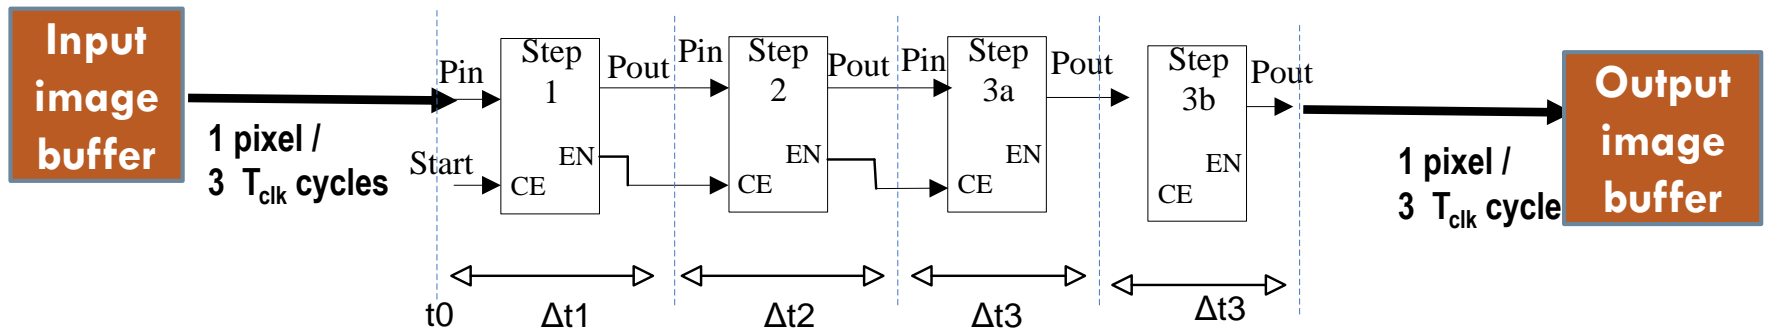 Input
image
buffer
1 pixel /
3 Tclk cycles
Pin
Start
Step
1
EN
CE
Pout
Pin
Step
2
EN
CE
Pout
Pin
Step
3a
EN
CE
Pout
Step
3b
EN
CE
Pout
1 pixel /
3 Tclk cycle
Output
image
buffer
t0
Δt1
Δt2
Δt3
Δt3